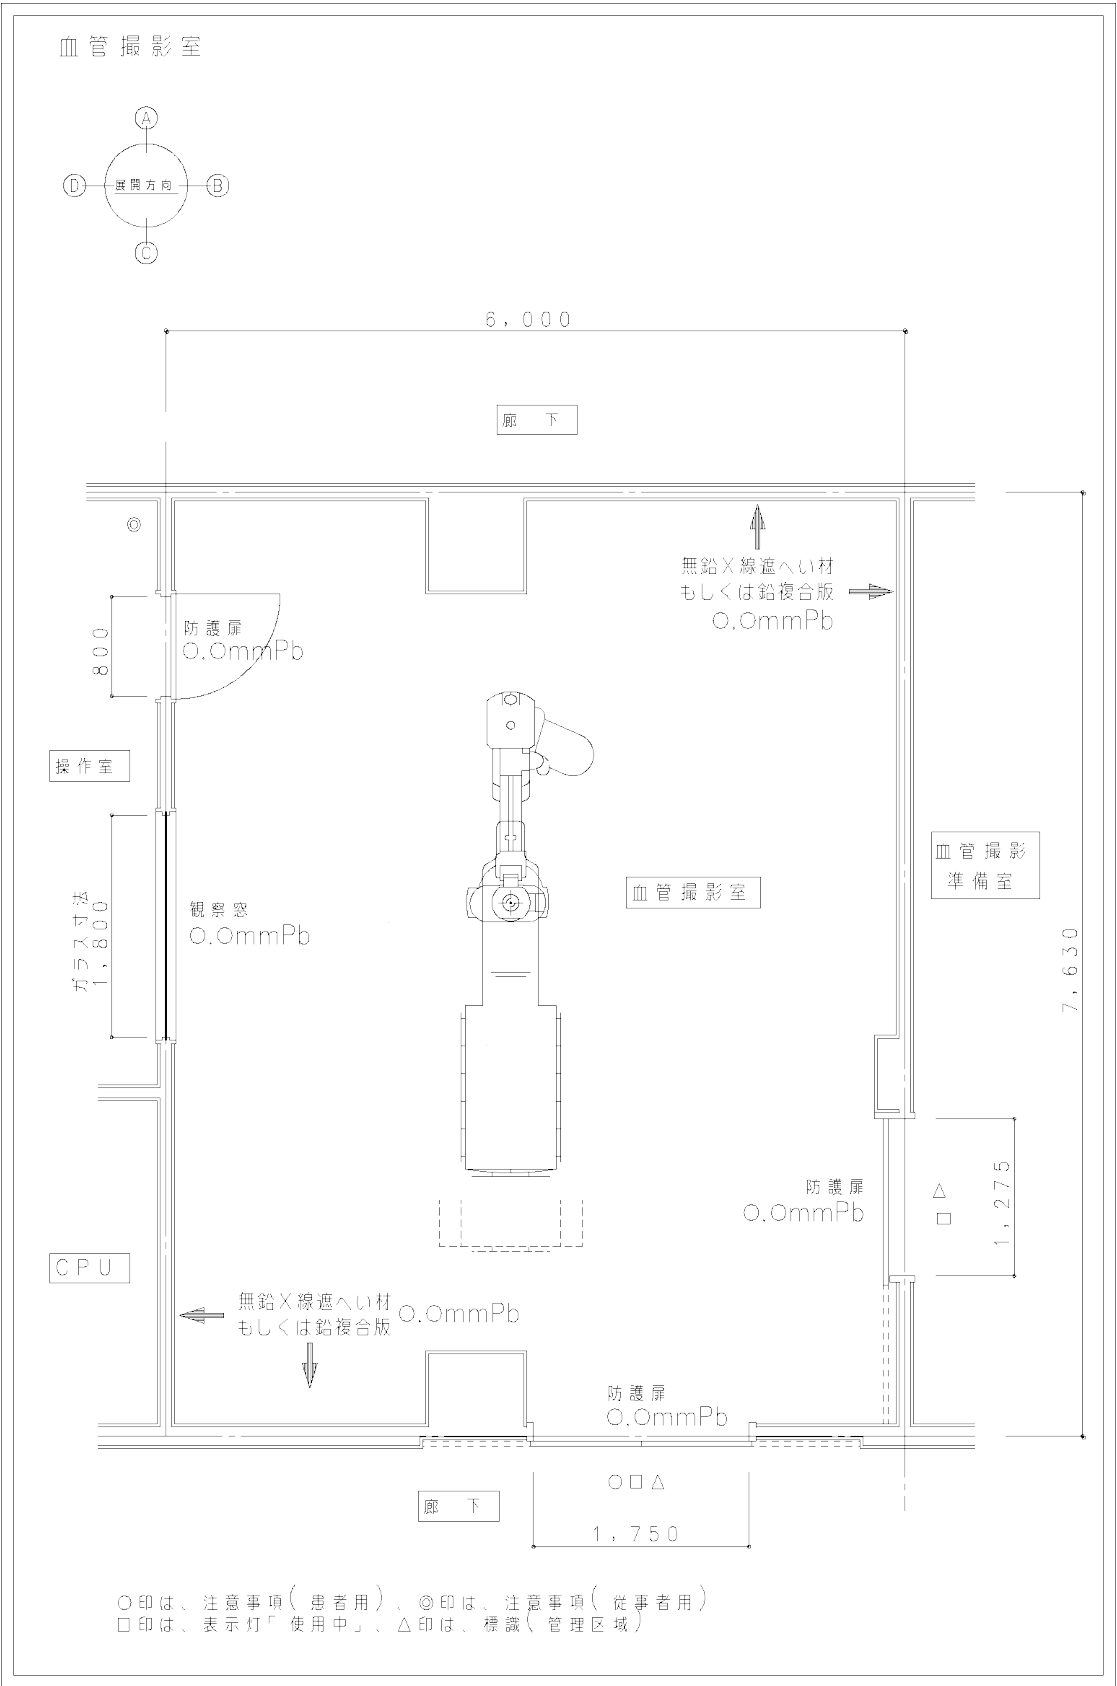 血管撮影室
A
D
展開方向
B
C
6,000
廊 下
◎
無鉛X線遮へい材
もしくは鉛複合版
0.0mmPb
防護扉
0.0mmPb
800
操作室
血管撮影
準備室
血管撮影室
ガラス寸法
1,800
観察窓
0.0mmPb
7,630
防護扉
0.0mmPb
△
□
1,275
CPU
無鉛X線遮へい材
もしくは鉛複合版
0.0mmPb
防護扉
0.0mmPb
○□△
廊 下
1,750
○印は、注意事項(患者用)、◎印は、注意事項(従事者用)
□印は、表示灯「使用中」、△印は、標識(管理区域)